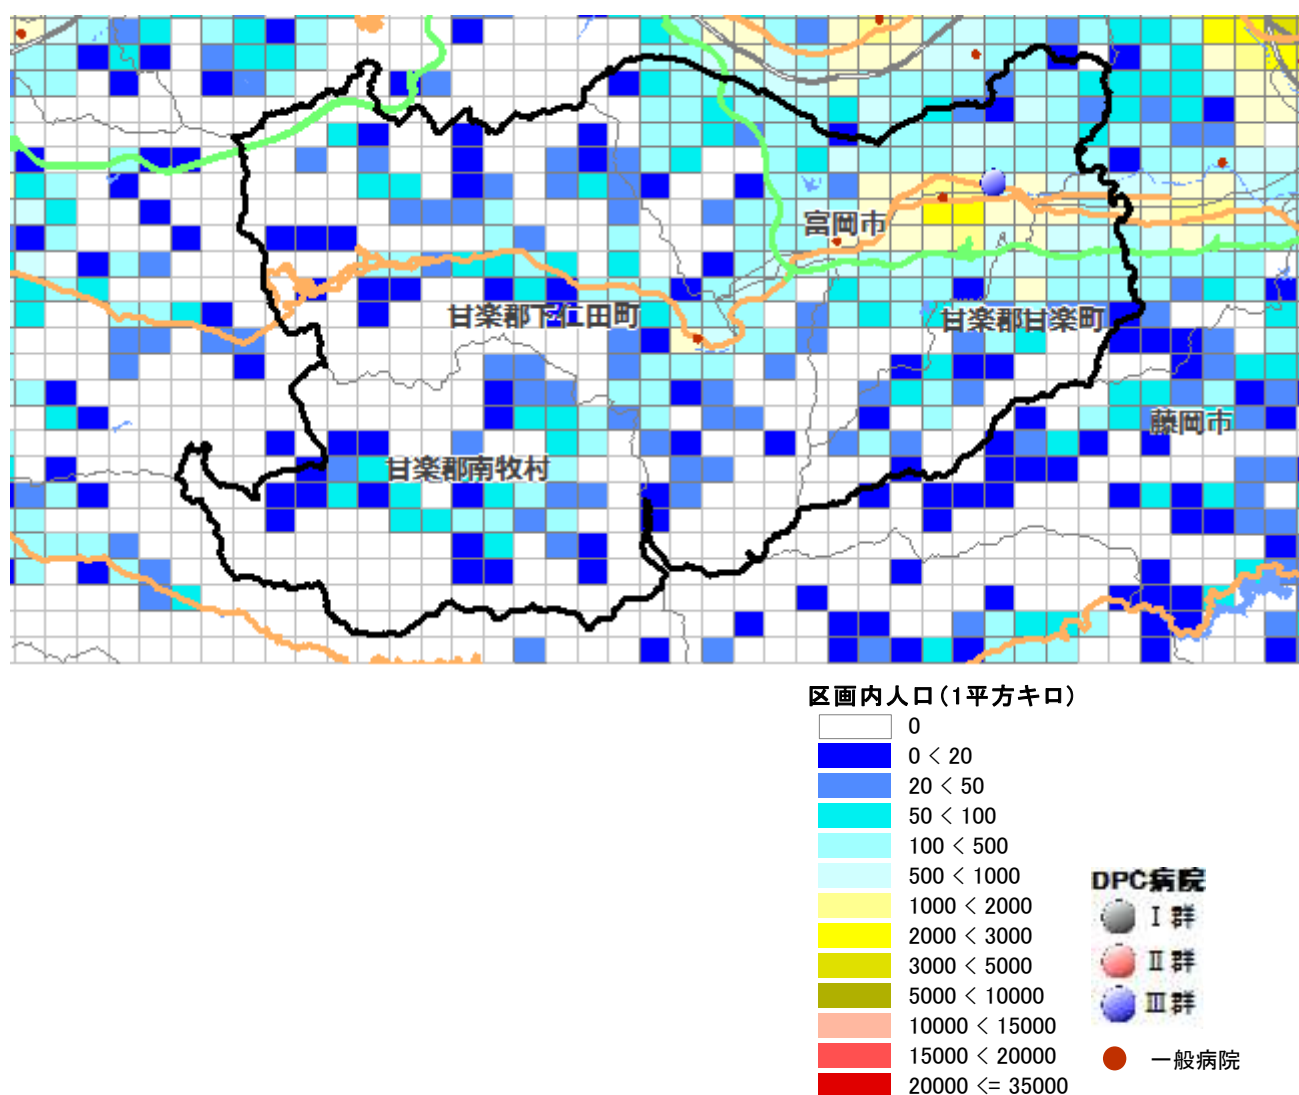 富岡市
甘楽郡下仁田町
甘楽郡甘楽町
藤岡市
甘楽郡南牧村
区画内人口(1平方キロ)
0
0 < 20
20 < 50
50 < 100
100 < 500
500 < 1000
1000 < 2000
2000 < 3000
3000 < 5000
5000 < 10000
10000 < 15000
15000 < 20000
20000 <= 35000
DPC病院
Ⅰ群
Ⅱ群
Ⅲ群
一般病院